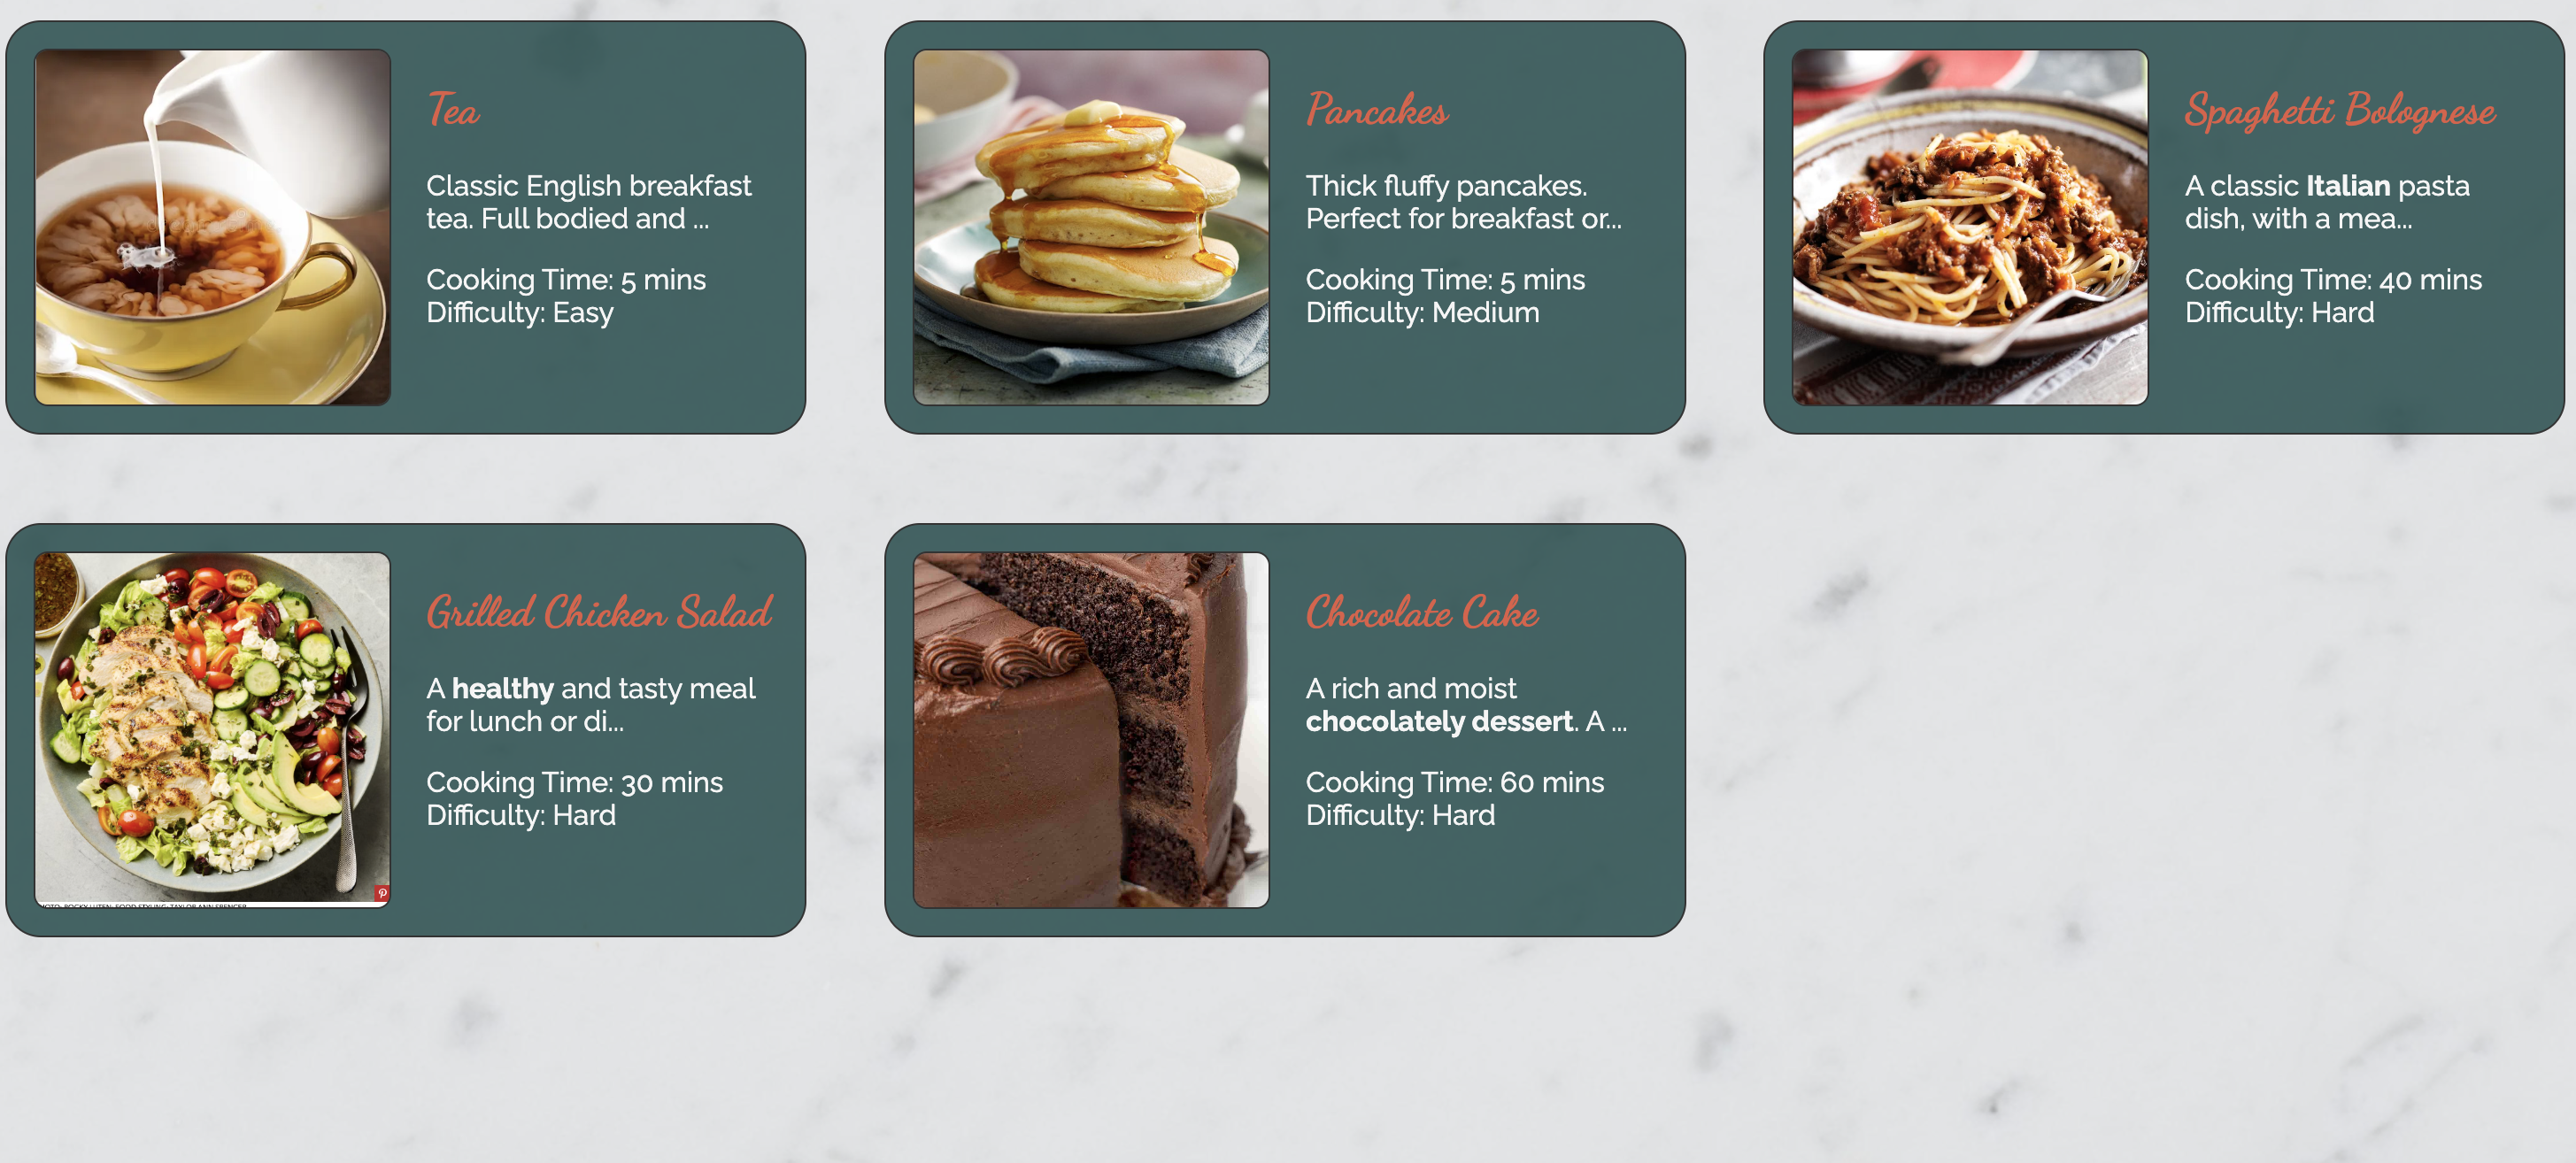 Tea
Classic English breakfast
tea. Full bodied and ...
Cooking Time: 5 mins
Difficulty: Easy
Pancakes
Thick fluffy pancakes.
Perfect for breakfast or...
Cooking Time: 5 mins
Difficulty: Medium
Spaghetti Bolognese
A classic Italian pasta
dish, with a mea...
Cooking Time: 40 mins
Difficulty: Hard
Grilled Chicken Salad
A healthy and tasty meal
for lunch or di...
Cooking Time: 30 mins
Difficulty: Hard
Chocolate Cake
A rich and moist
chocolately dessert. A ...
Cooking Time: 60 mins
Difficulty: Hard